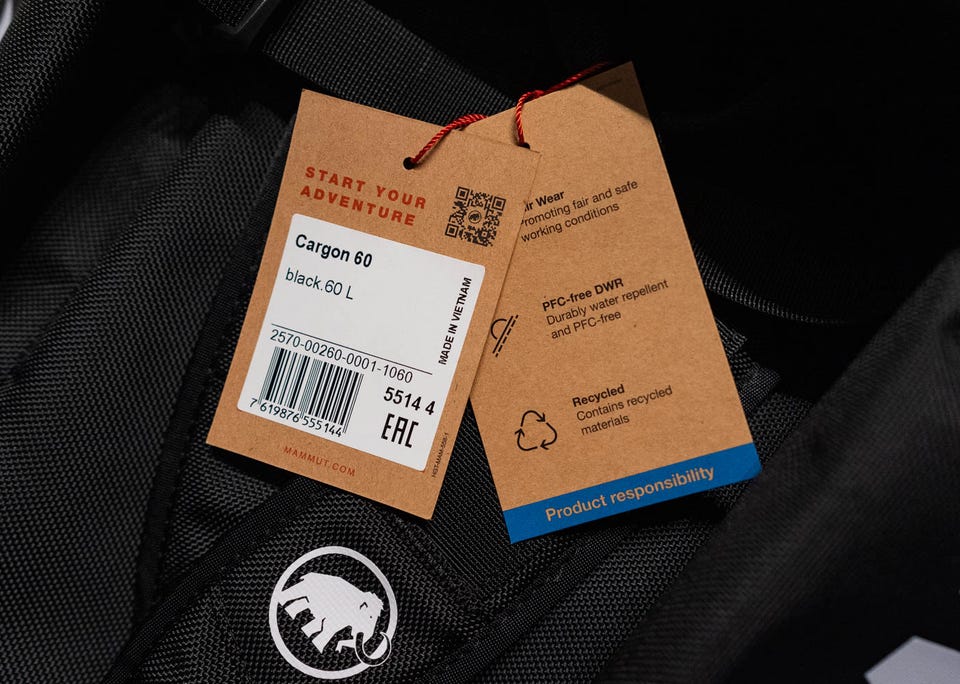 START YOUR
ADVENTURE
Cargon 60
black.60 L
MADE IN VIETNAM
2570-00260-0001-1060
7 619876 555144
5514 4
EAC
MAMMUT.COM
Wear
Promoting fair and safe
working conditions
PFC-free DWR
Durably water repellent
and PFC-free
Recycled
Contains recycled
materials
Product responsibility